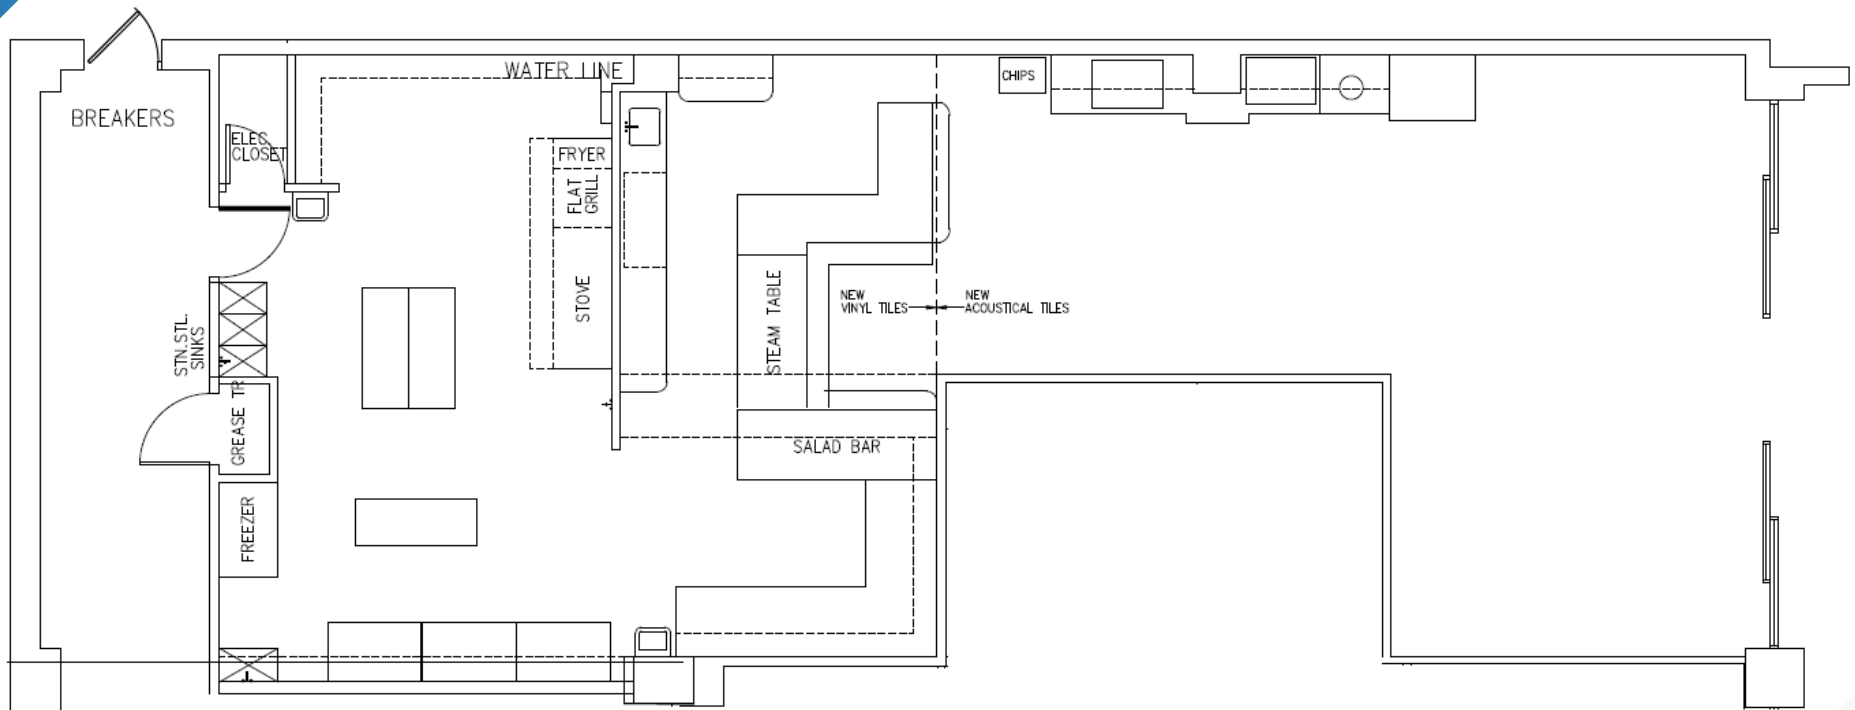 WATER LINE
CHIPS
BREAKERS
ELEC.
CLOSET
FRYER
FLAT
GRILL
STOVE
STEAM TABLE
NEW
VINYL TILES
NEW
ACOUSTICAL TILES
STN.STL.
SINKS
GREASE TR
SALAD BAR
FREEZER